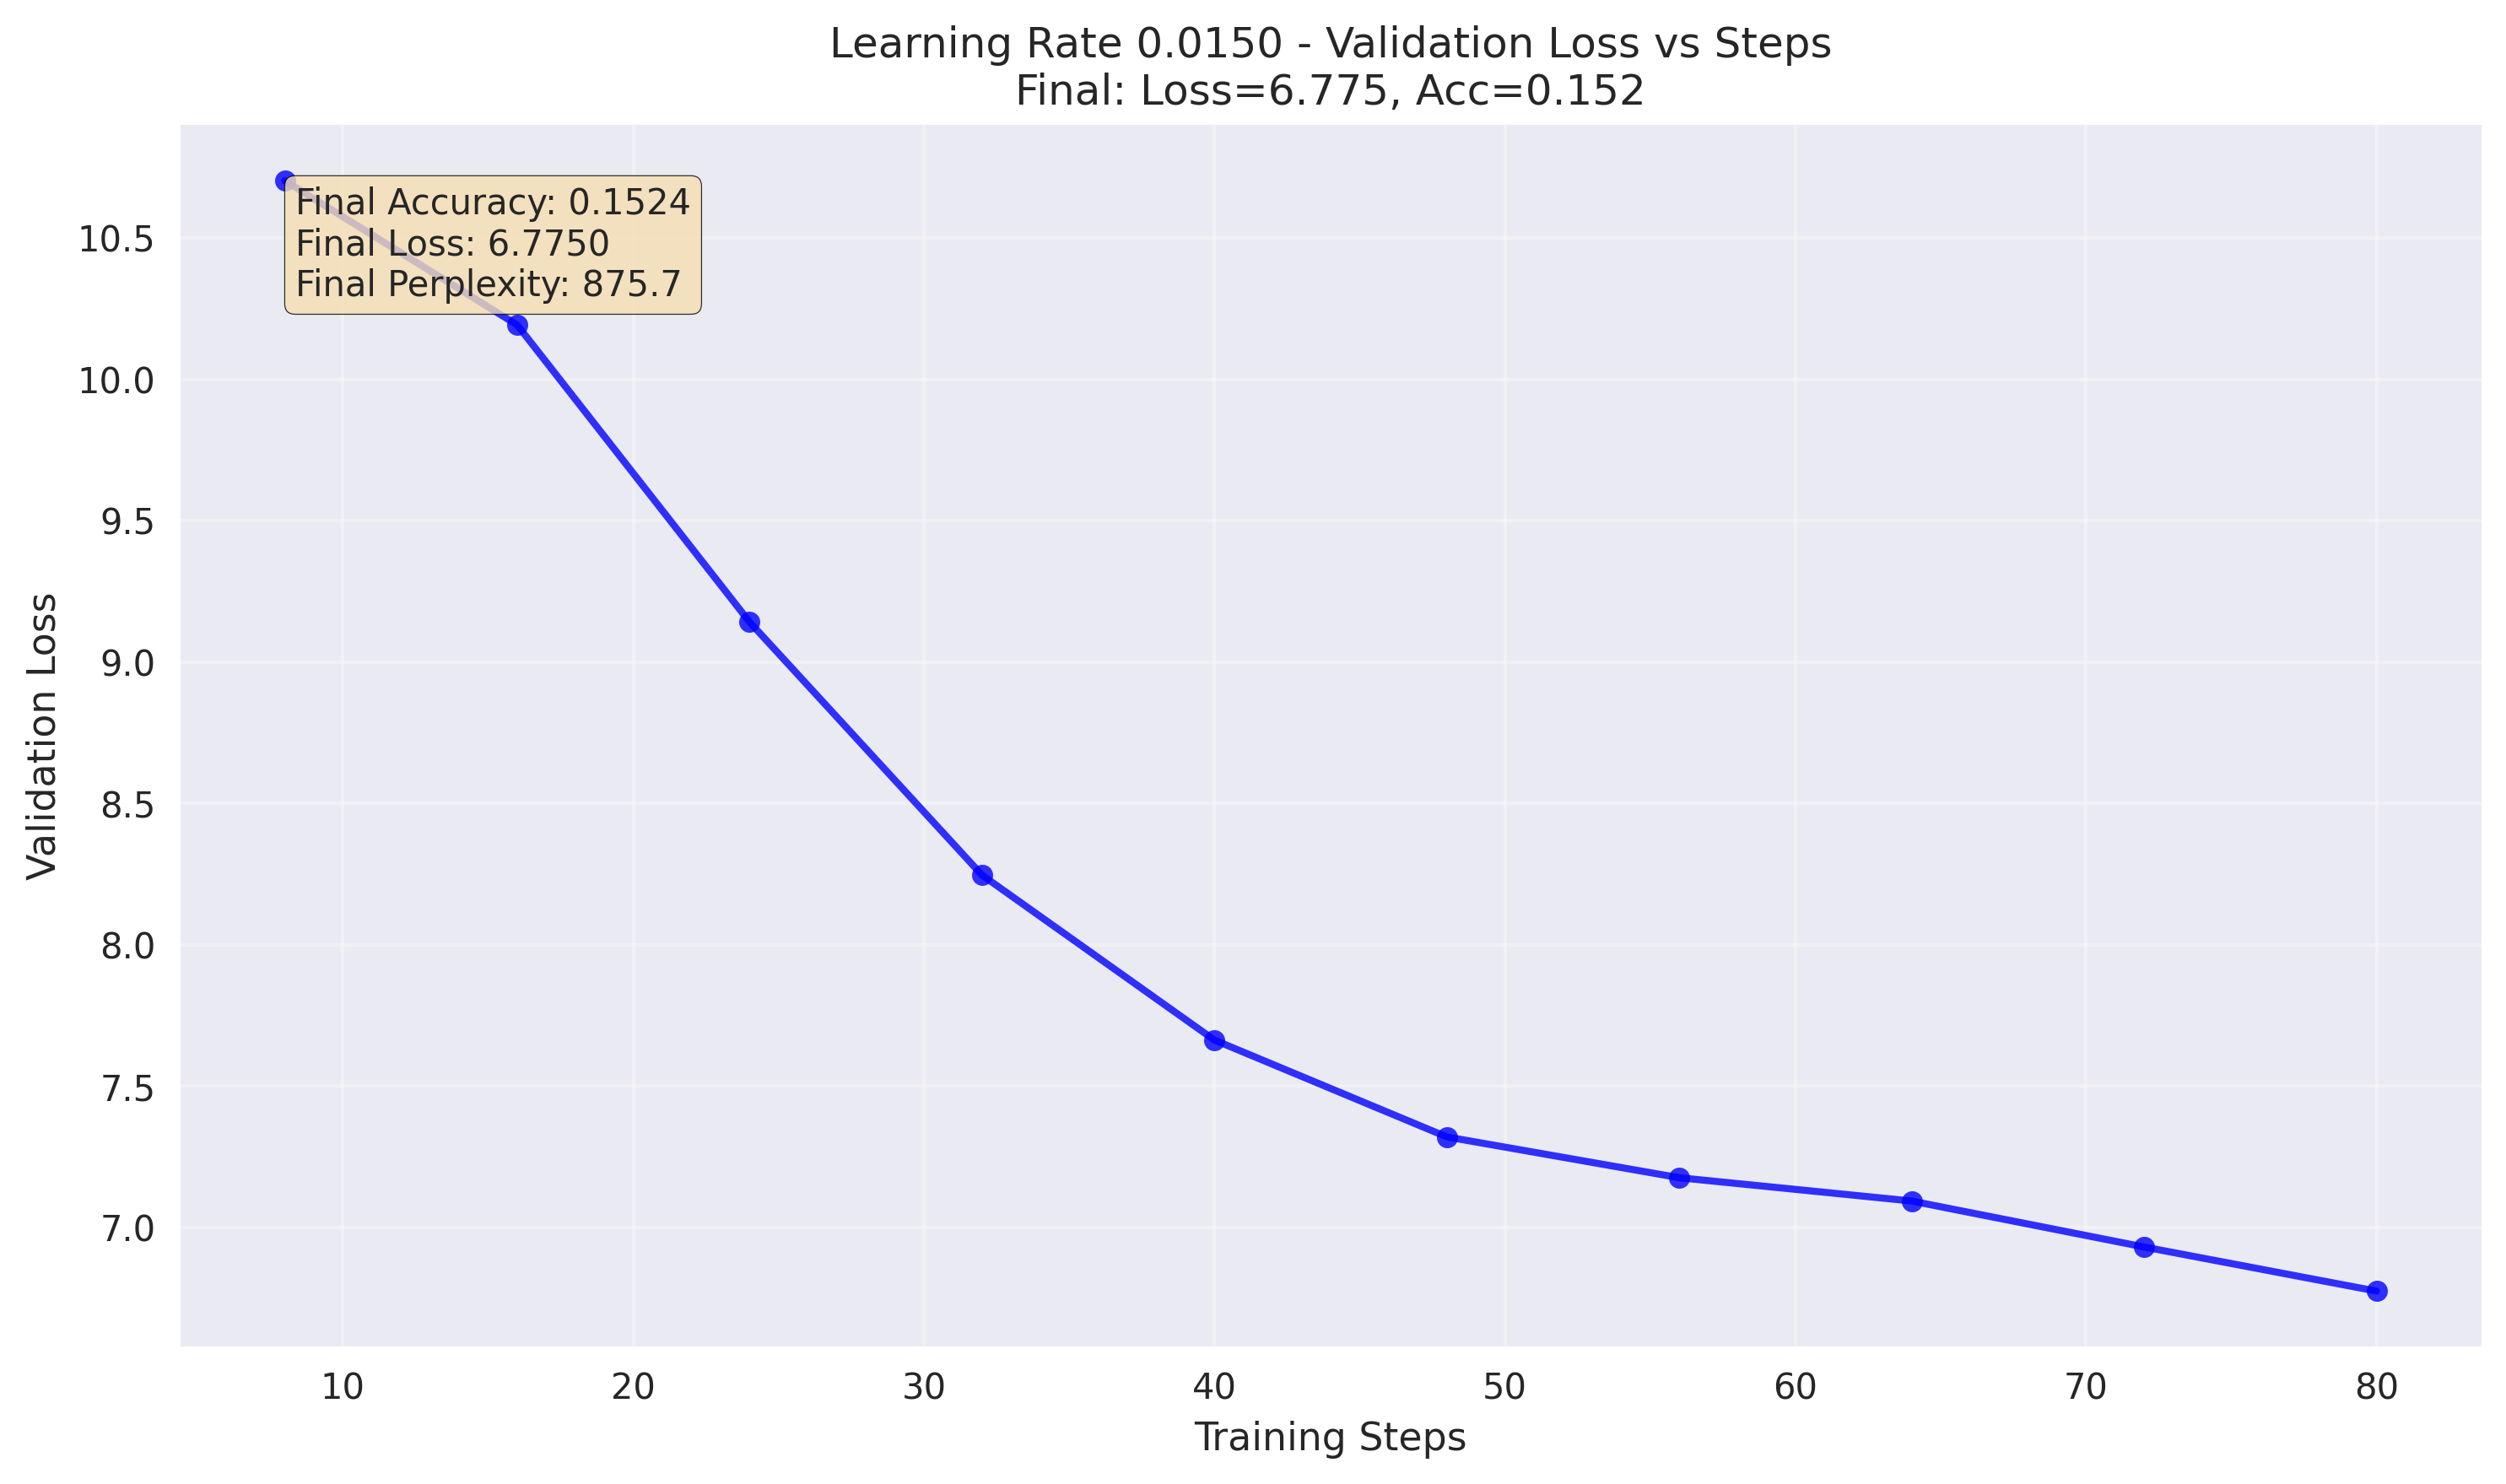 Learning Rate 0.0150 - Validation Loss vs Steps
Final: Loss=6.775, Acc=0.152
Final Accuracy: 0.1524
Final Loss: 6.7750
Final Perplexity: 875.7
Validation Loss
10.5
10.0
9.5
9.0
8.5
8.0
7.5
7.0
10 20 30 40 50 60 70 80
Training Steps